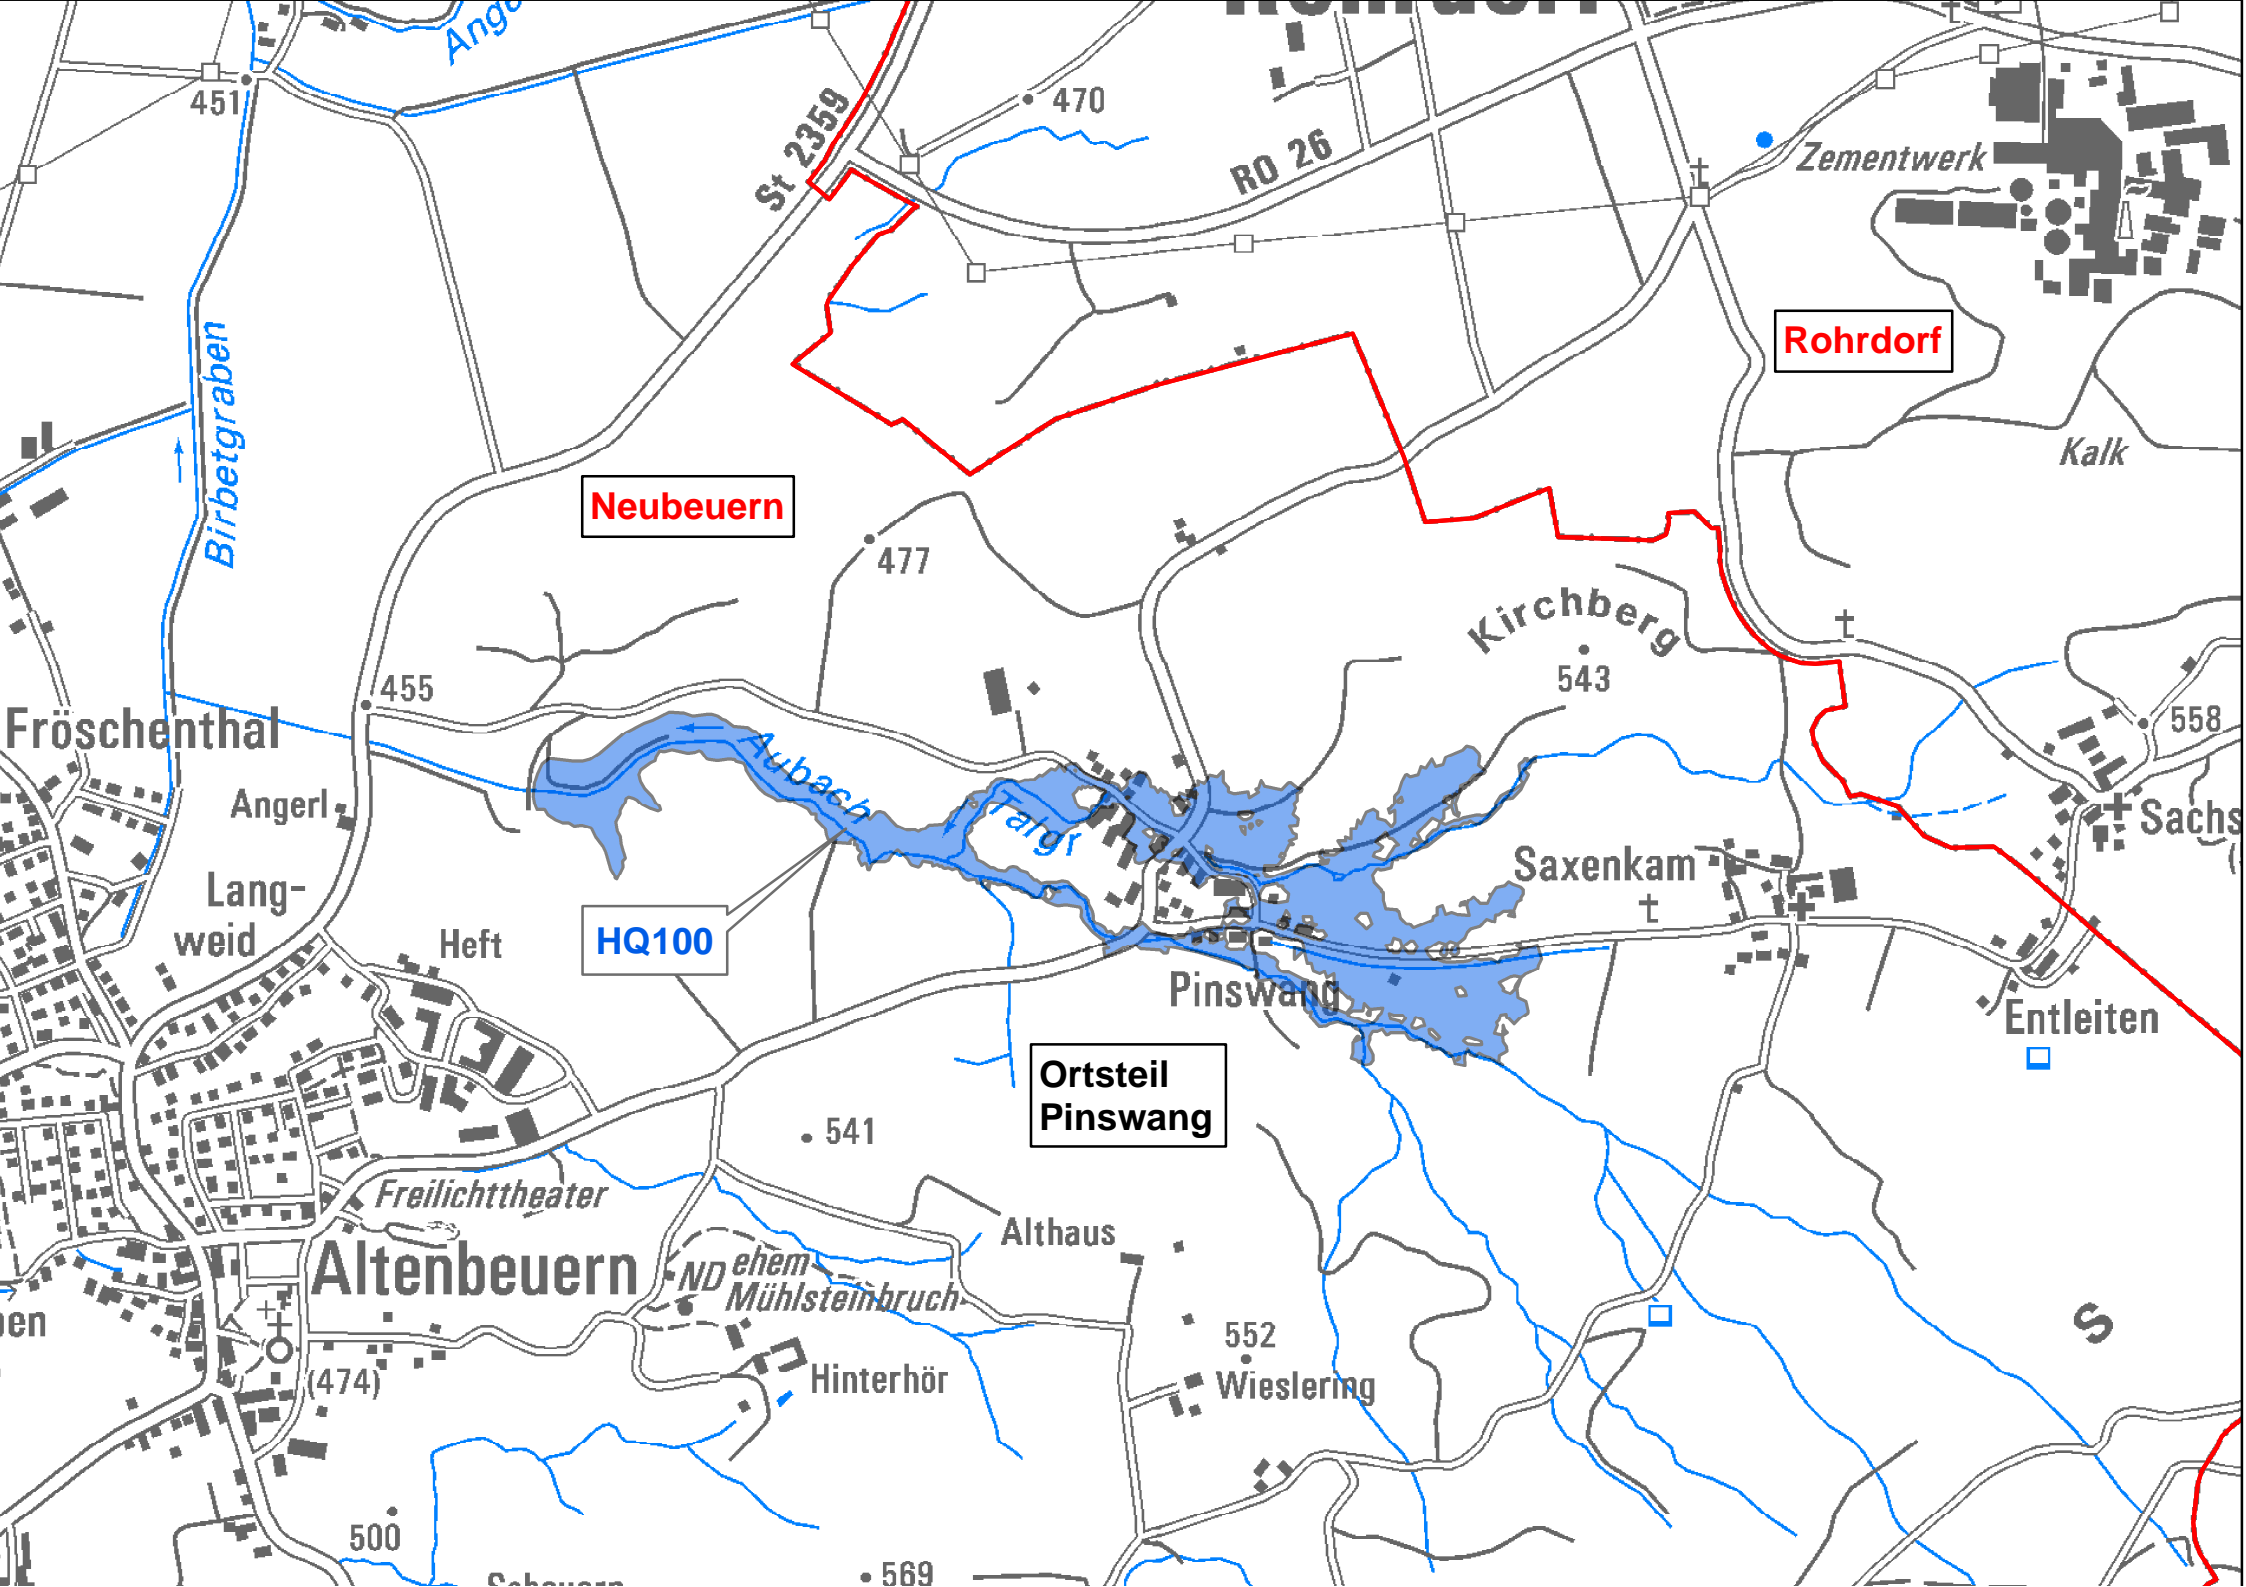 Rohrdorf
451
St 2359
470
RO 26
Zementwerk
Birbetgraben
Rohrdorf
Kalk
Neubeuern
477
Kirchberg
543
455
558
Fröschenthal
Aubach
Talgr
Angerl
Sachs
Saxenkam
Lang-
weid
Heft
HQ100
Pinswang
Entleiten
Ortsteil
Pinswang
541
Freilichttheater
Althaus
Altenbeuern
ND ehem
Mühlsteinbruch
S
552
Hinterhör
Wieslering
(474)
500
569